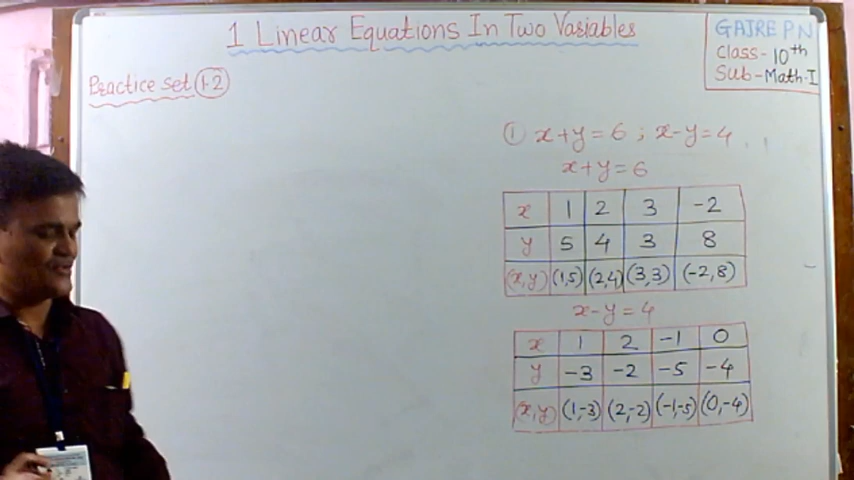 1 Linear Equations In Two Variables
GAJRE P N
Class- 10th
Sub- Math-I
Practice Set 1.2
① x+y=6 ; x-y=4
x+y=6
x 1 2 3 -2
y 5 4 3 8
(x,y) (1,5) (2,4) (3,3) (-2,8)
x-y=4
x 1 2 -1 0
y -3 -2 -5 -4
(x,y) (1,-3) (2,-2) (-1,-5) (0,-4)